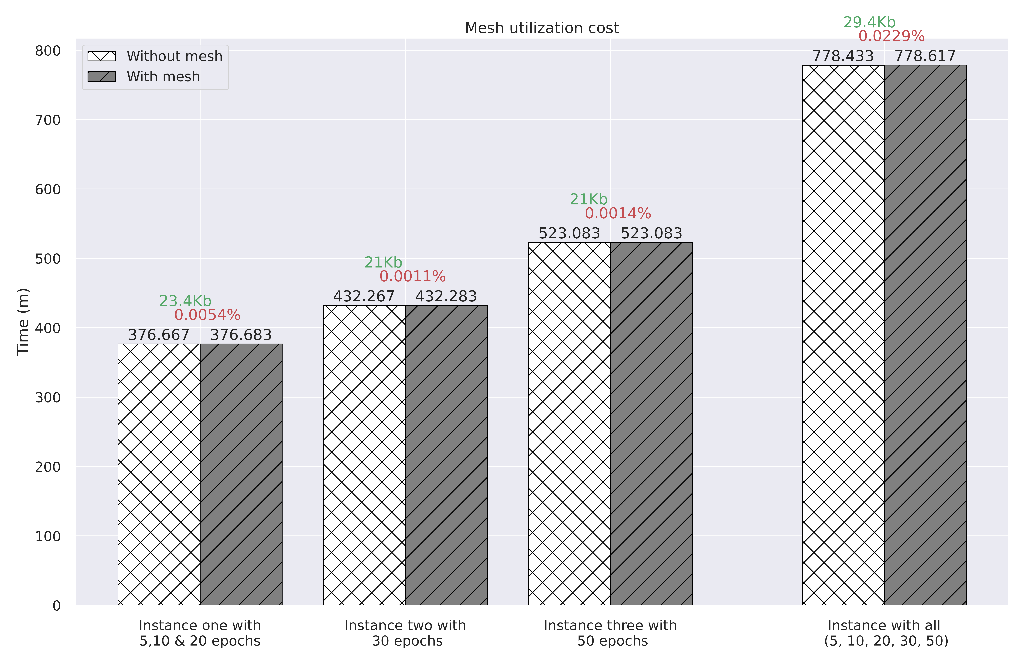 Mesh utilization cost
Without mesh
With mesh
Time (m)
800
700
600
500
400
300
200
100
0
23.4Kb
0.0054%
376.667 376.683
21Kb
0.0011%
432.267 432.283
21Kb
0.0014%
523.083 523.083
29.4Kb
0.0229%
778.433 778.617
Instance one with
5,10 & 20 epochs
Instance two with
30 epochs
Instance three with
50 epochs
Instance with all
(5, 10, 20, 30, 50)